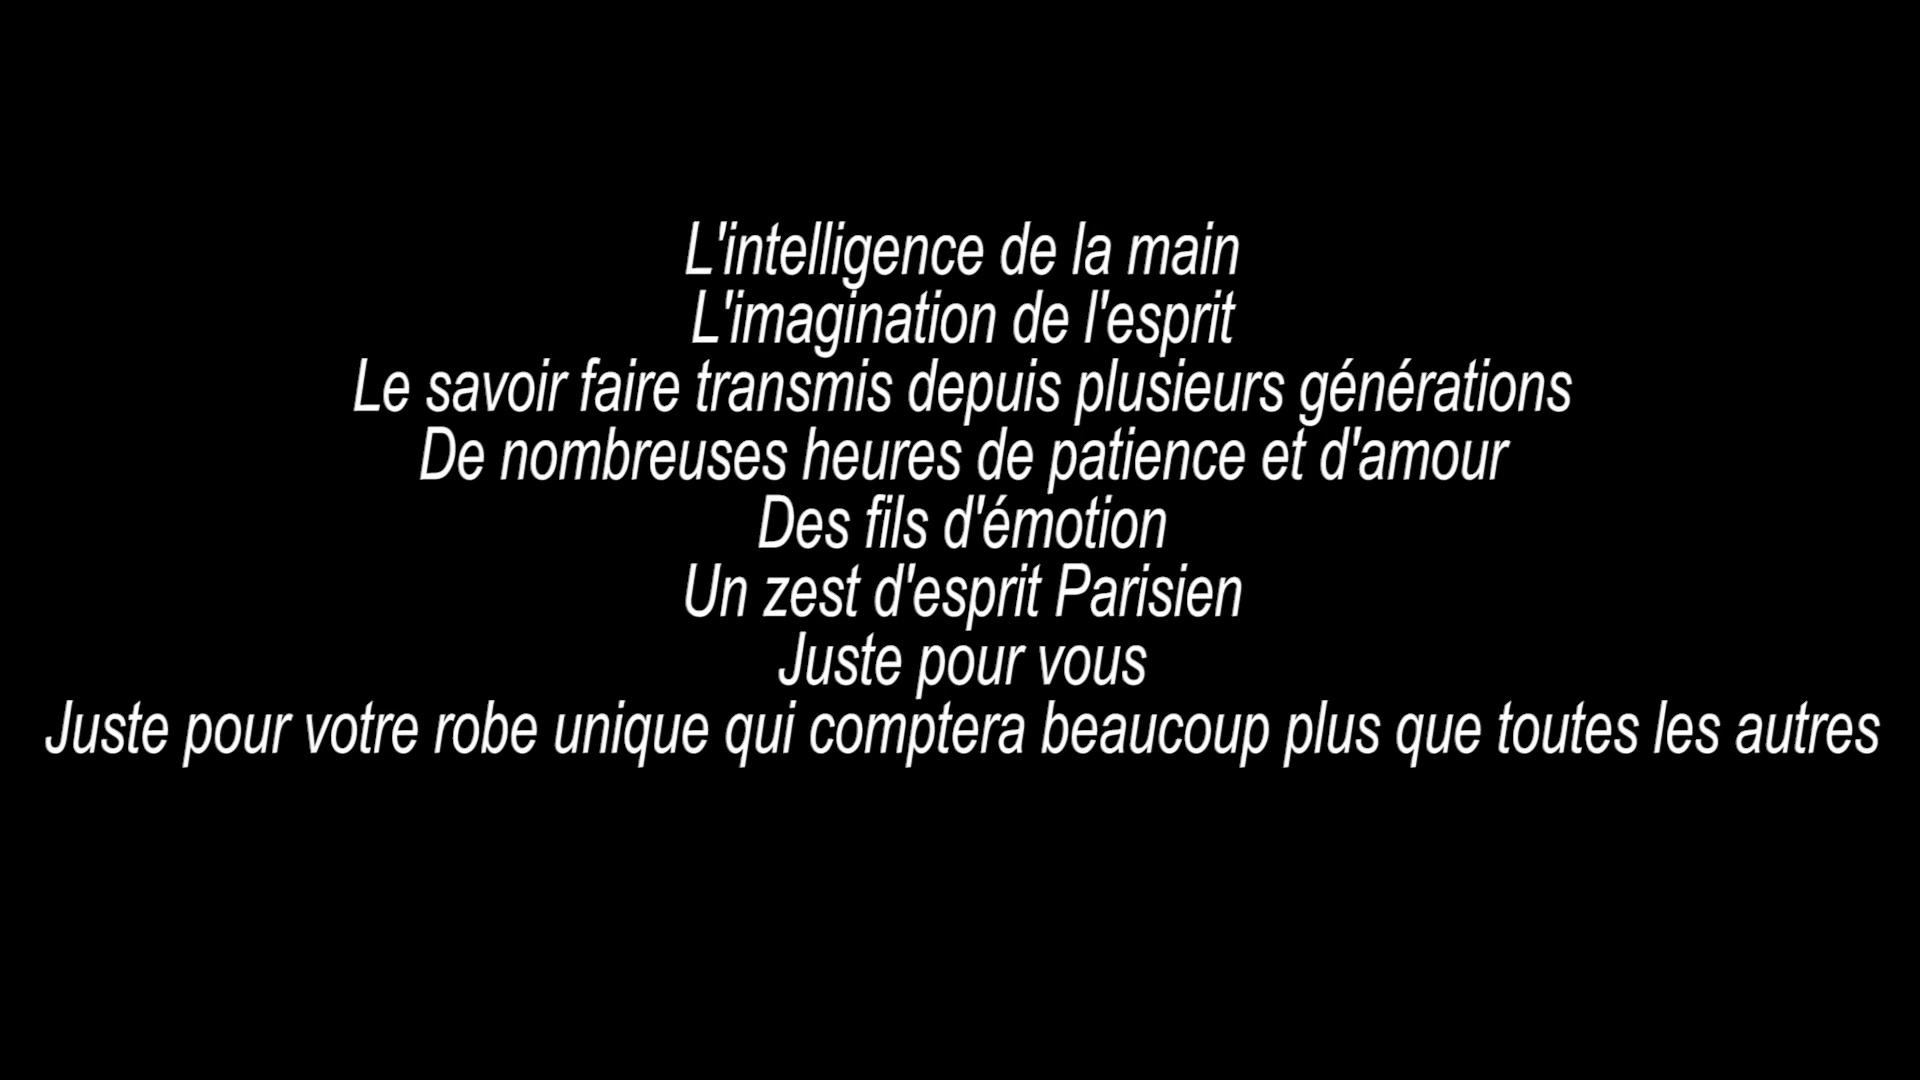 L'intelligence de la main
L'imagination de l'esprit
Le savoir faire transmis depuis plusieurs générations
De nombreuses heures de patience et d'amour
Des fils d'émotion
Un zest d'esprit Parisien
Juste pour vous
Juste pour votre robe unique qui comptera beaucoup plus que toutes les autres